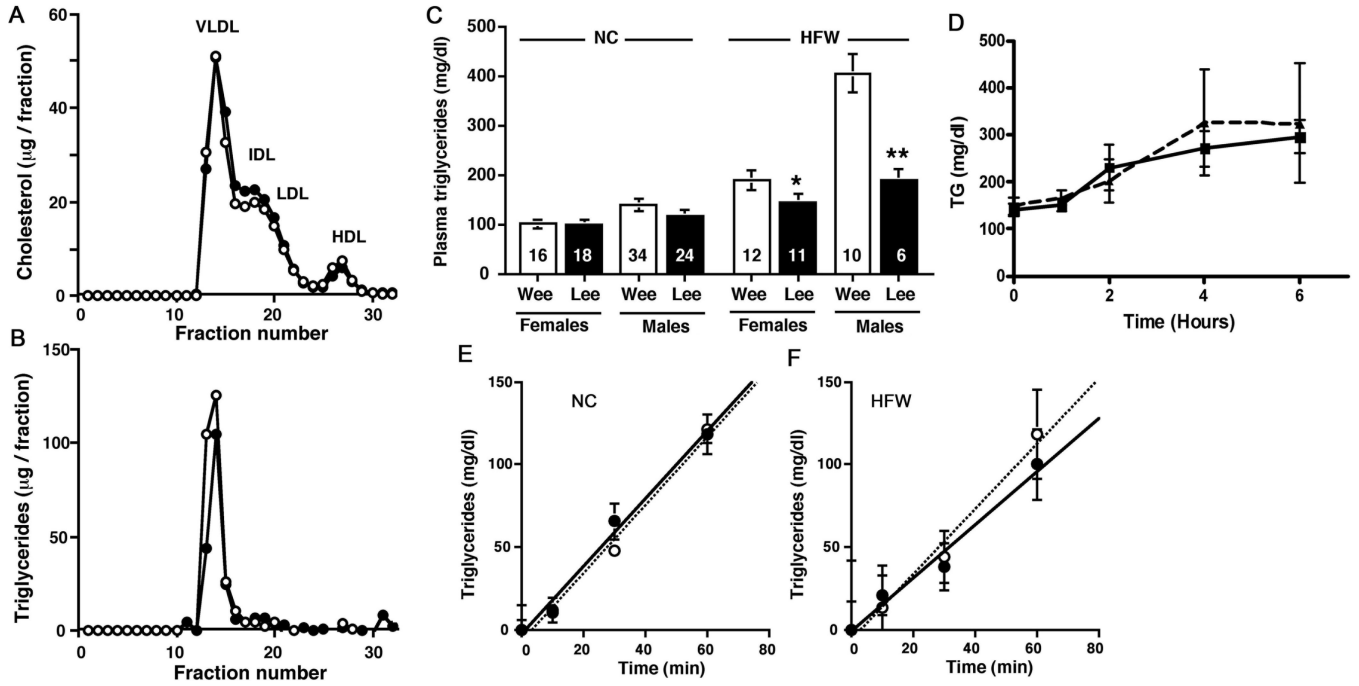 A
Cholesterol (μg / fraction)
60
50
40
20
0
VLDL
IDL
LDL
HDL
0 10 20 30
Fraction number
B
Triglycerides (μg / fraction)
150
100
50
0
0 10 20 30
Fraction number
C
Plasma triglycerides (mg/dl)
500
400
300
200
100
0
NC HFW
* **
16 18 34 24 12 11 10 6
Wee Lee Wee Lee Wee Lee Wee Lee
Females Males Females Males
D
TG (mg/dl)
500
400
300
200
100
0
0 2 4 6
Time (Hours)
E
NC
Triglycerides (mg/dl)
150
100
50
0
0 20 40 60 80
Time (min)
F
HFW
Triglycerides (mg/dl)
150
100
50
0
0 20 40 60 80
Time (min)